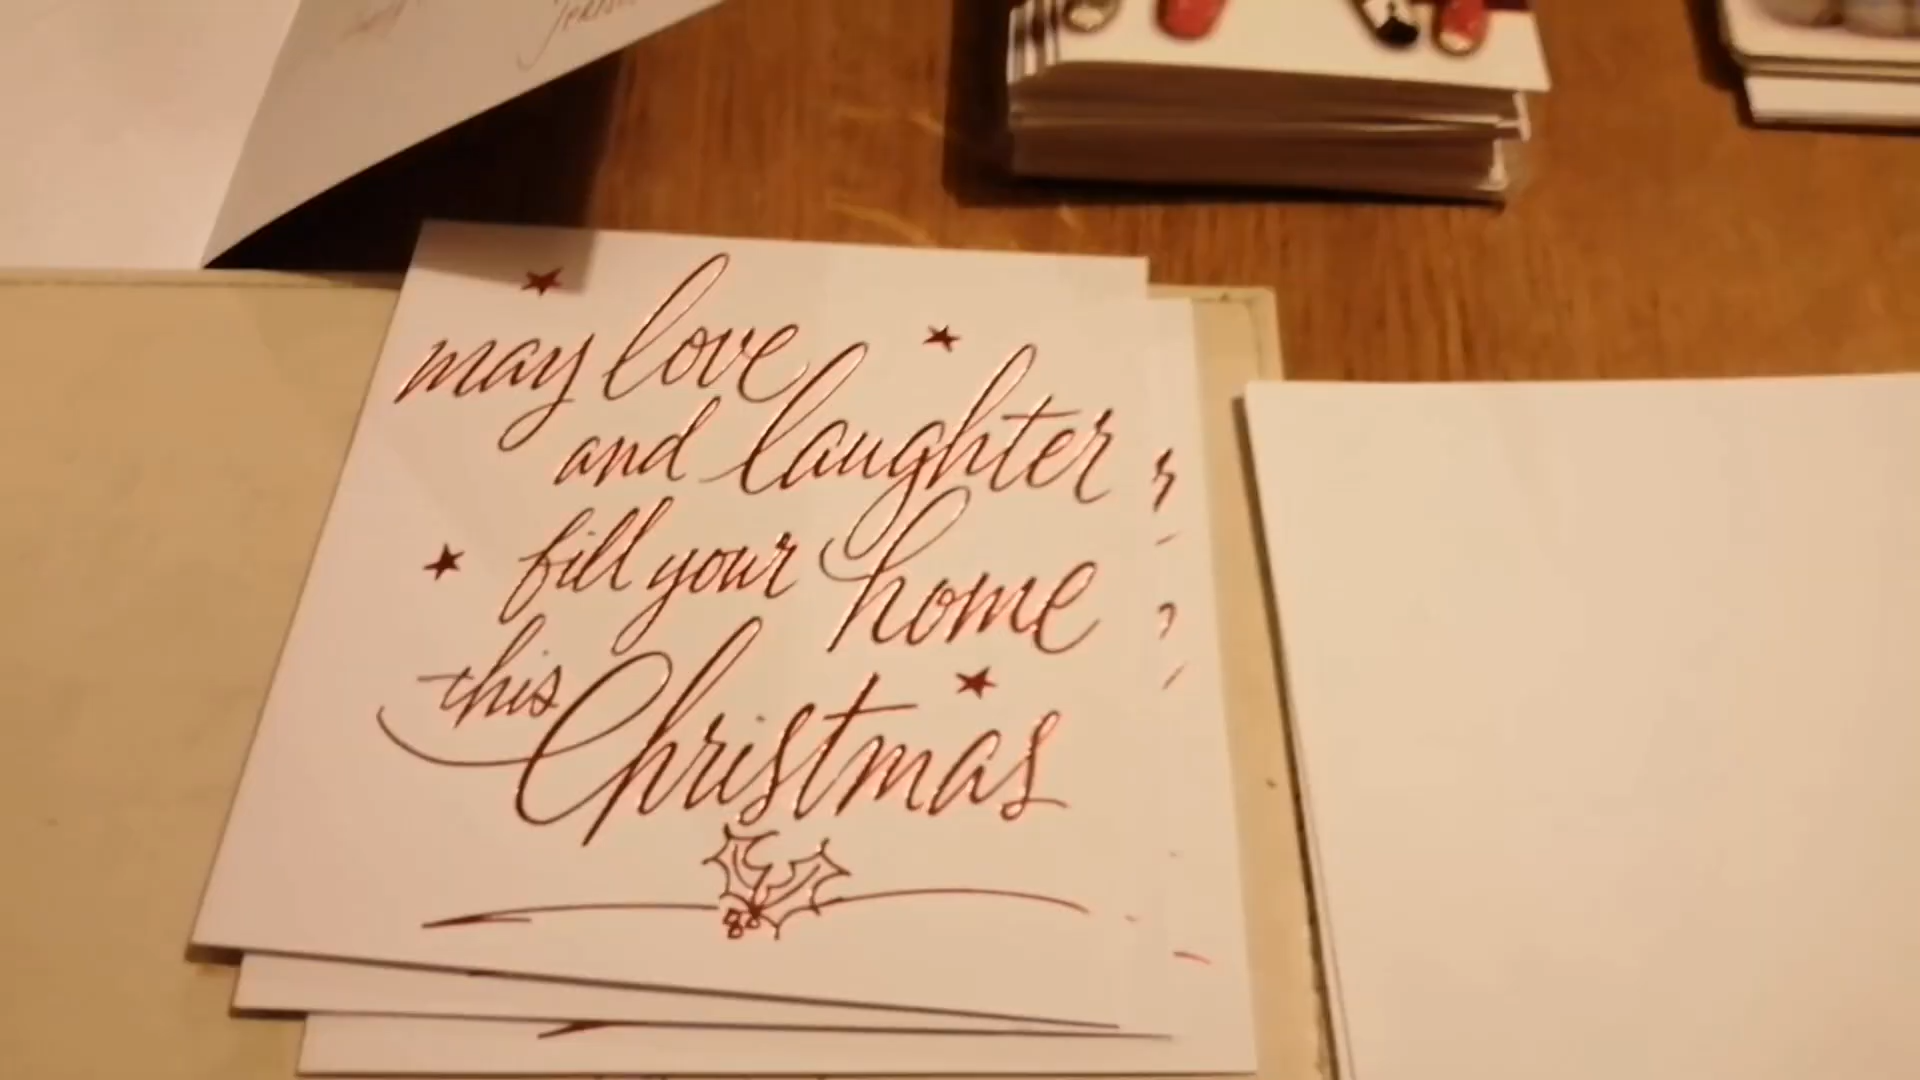 may love
and laughter
fill your home
this Christmas